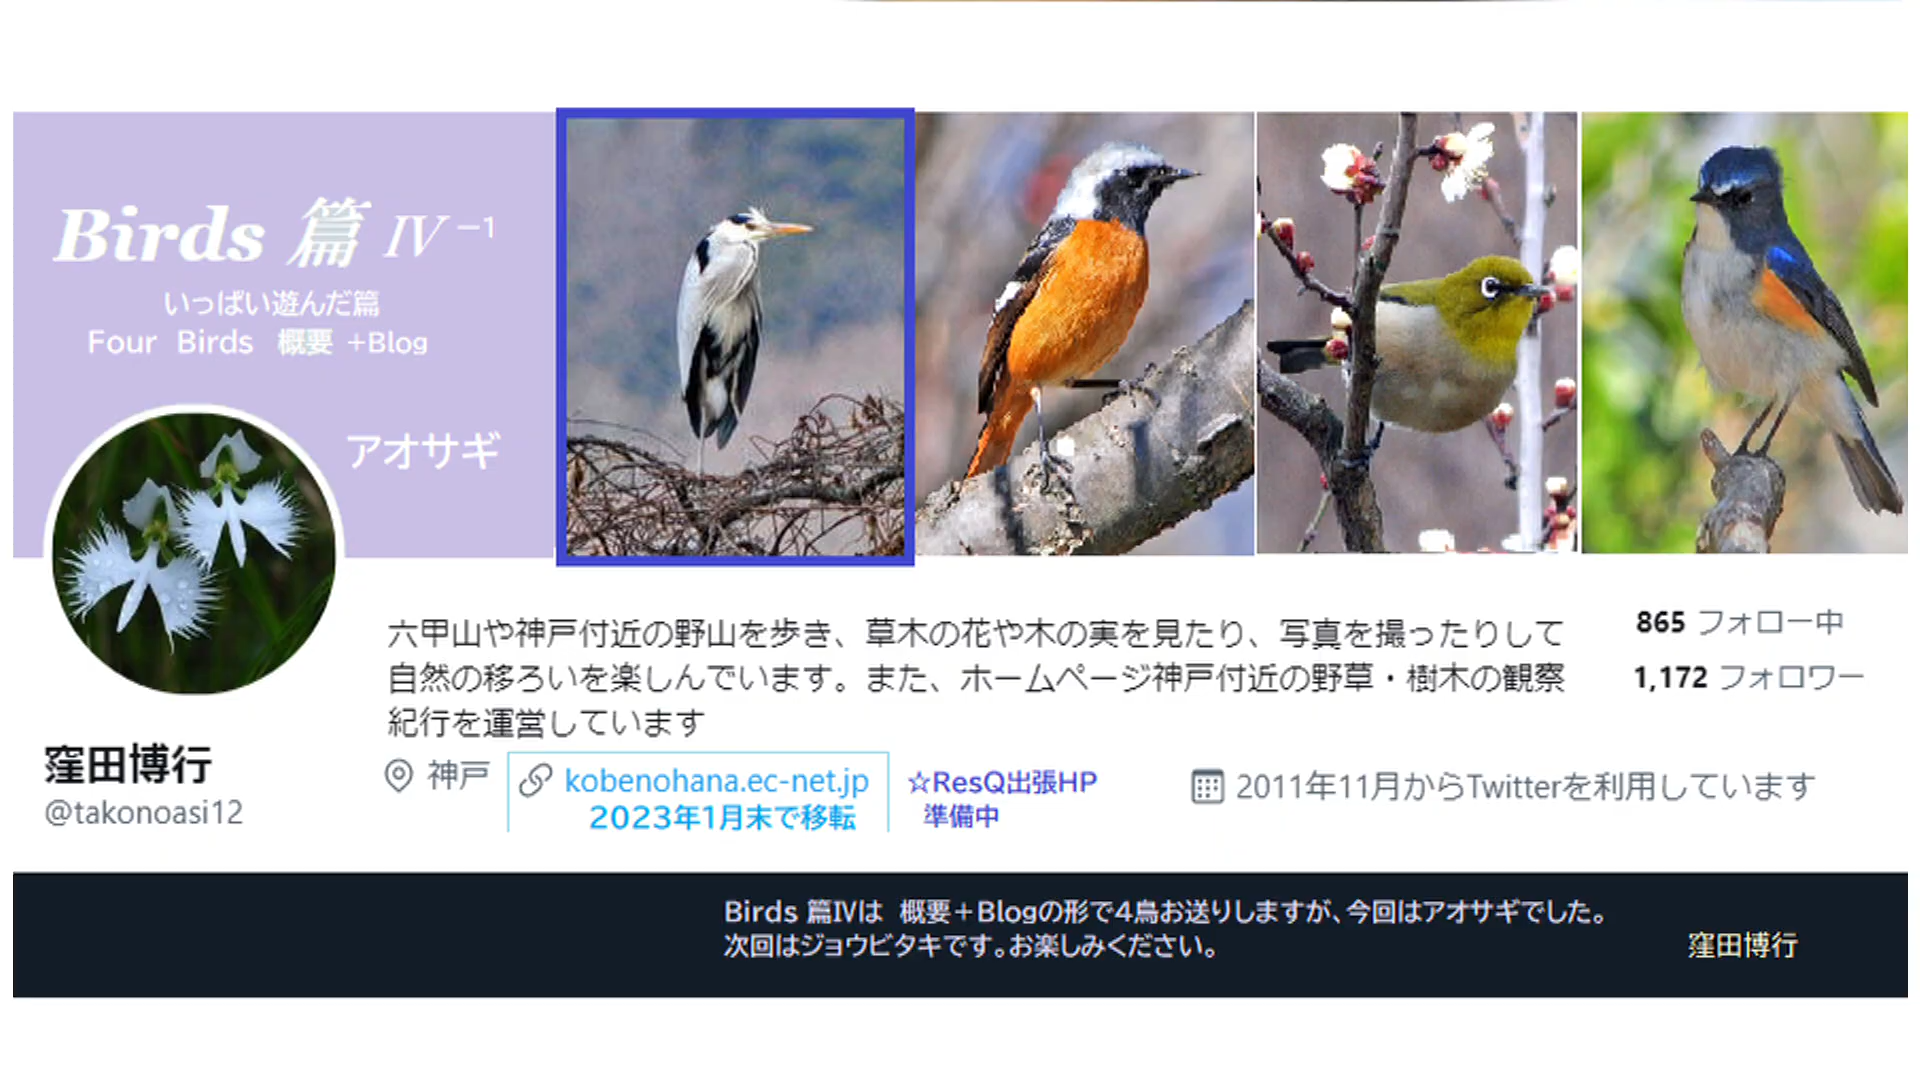 Birds 篇 Ⅳ −1
いっぱい遊んだ篇
Four Birds 概要 +Blog
アオサギ
六甲山や神戸付近の野山を歩き、草木の花や木の実を見たり、写真を撮ったりして
自然の移ろいを楽しんでいます。また、ホームページ神戸付近の野草・樹木の観察
紀行を運営しています
865 フォロー中
1,172 フォロワー
窪田博行
@takonoasi12
神戸
kobenohana.ec-net.jp
2023年1月末で移転
☆ResQ出張HP
準備中
2011年11月からTwitterを利用しています
Birds 篇Ⅳは 概要＋Blogの形で4鳥お送りしますが、今回はアオサギでした。
次回はジョウビタキです。お楽しみください。
窪田博行